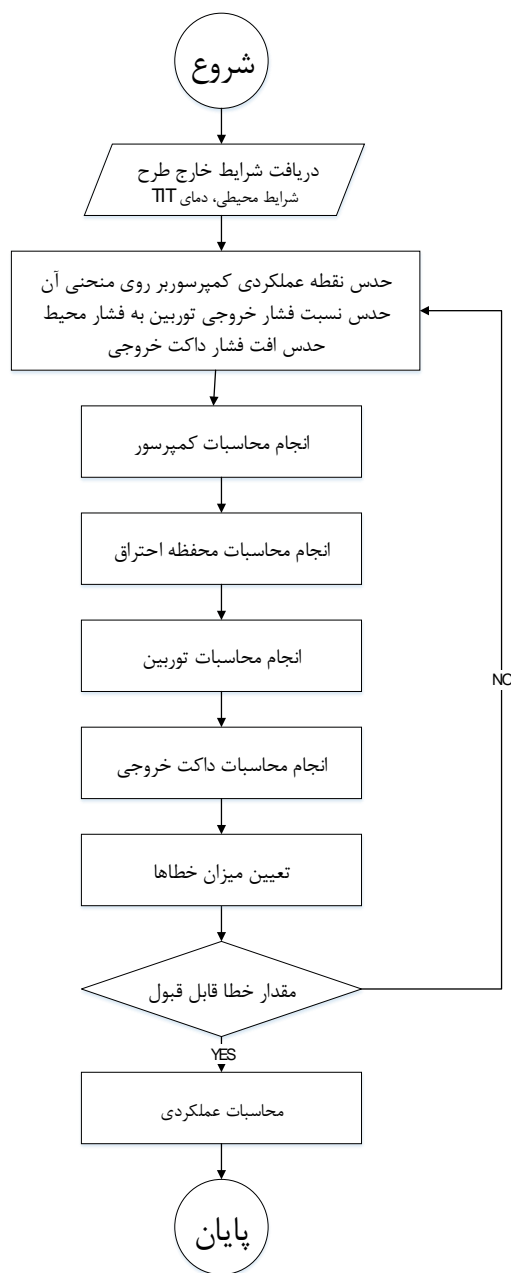 شروع
دریافت شرایط خارج طرح
شرایط محیطی، دمای TIT
حدس نقطه عملکردی کمپرسوربر روی منحنی آن
حدس نسبت فشار خروجی توربین به فشار محیط
حدس افت فشار داکت خروجی
انجام محاسبات کمپرسور
انجام محاسبات محفظه احتراق
انجام محاسبات توربین
NO
انجام محاسبات داکت خروجی
تعیین میزان خطاها
مقدار خطا قابل قبول
YES
محاسبات عملکردی
پایان